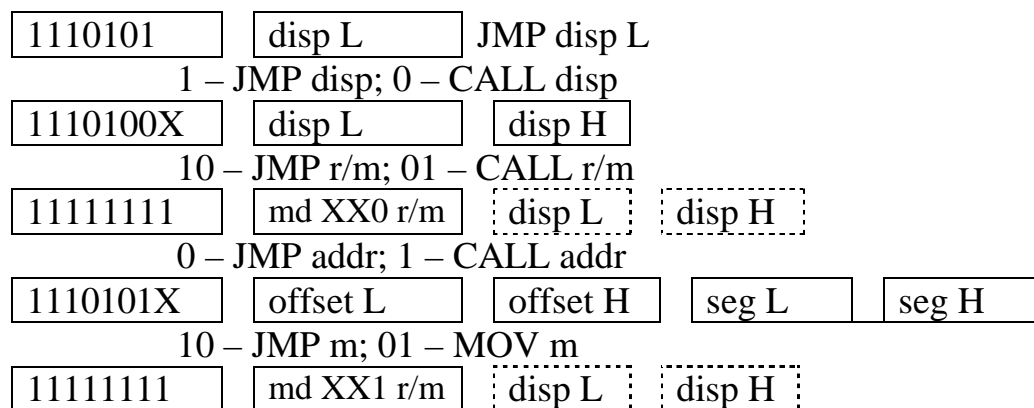 1110101 disp L JMP disp L
1 – JMP disp; 0 – CALL disp
1110100X disp L disp H
10 – JMP r/m; 01 – CALL r/m
11111111 md XX0 r/m disp L disp H
0 – JMP addr; 1 – CALL addr
1110101X offset L offset H seg L seg H
10 – JMP m; 01 – MOV m
11111111 md XX1 r/m disp L disp H